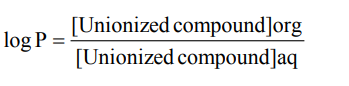 log P = [Unionized compound]org
[Unionized compound]aq